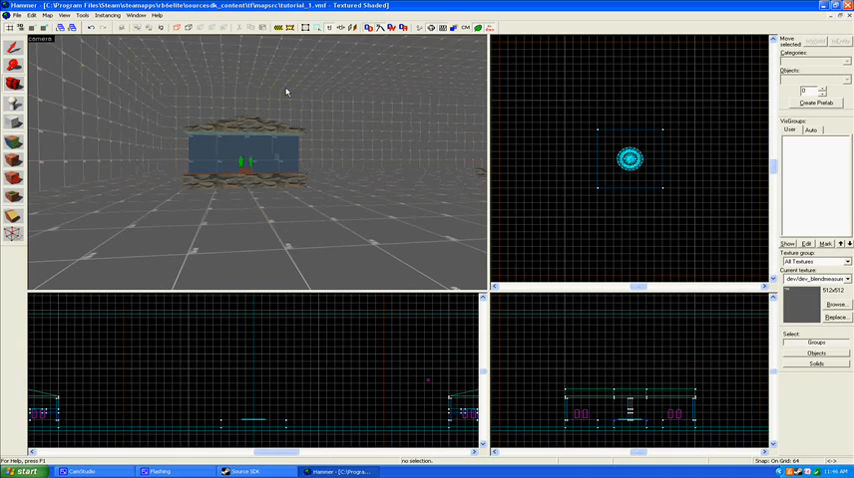 Hammer - [C:\Program Files\Steam\steamapps\rb6elite\sourcesdk_content\tf\mapsrc\tutorial_1.vmf - Textured Shaded]
File Edit Map View Tools Instancing Window Help
camera
Move selected
Categories:
Objects:
0
Create Prefab
VisGroups:
User Auto
Show Edit Mark
Texture group:
All Textures
Current texture:
dev/dev_blendmeasure
512x512
Browse...
Replace...
Select:
Groups
Objects
Solids
For Help, press F1
no selection.
Snap: On Grid: 64
start
CamStudio
Flashing
Source SDK
Hammer - [C:\Progra...
11:46 AM